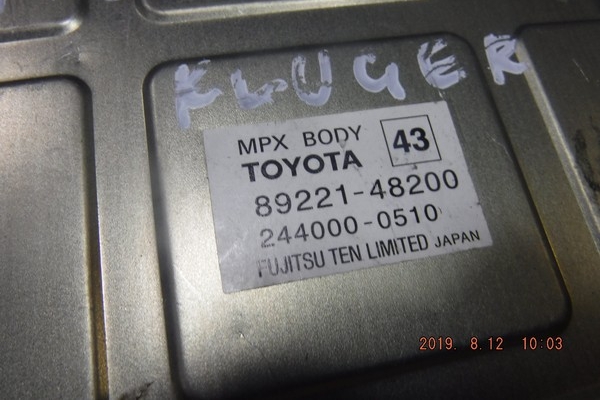 KLUGER
MPX BODY 43
TOYOTA
89221-48200
244000-0510
FUJITSU TEN LIMITED JAPAN
2019. 8.12 10:03